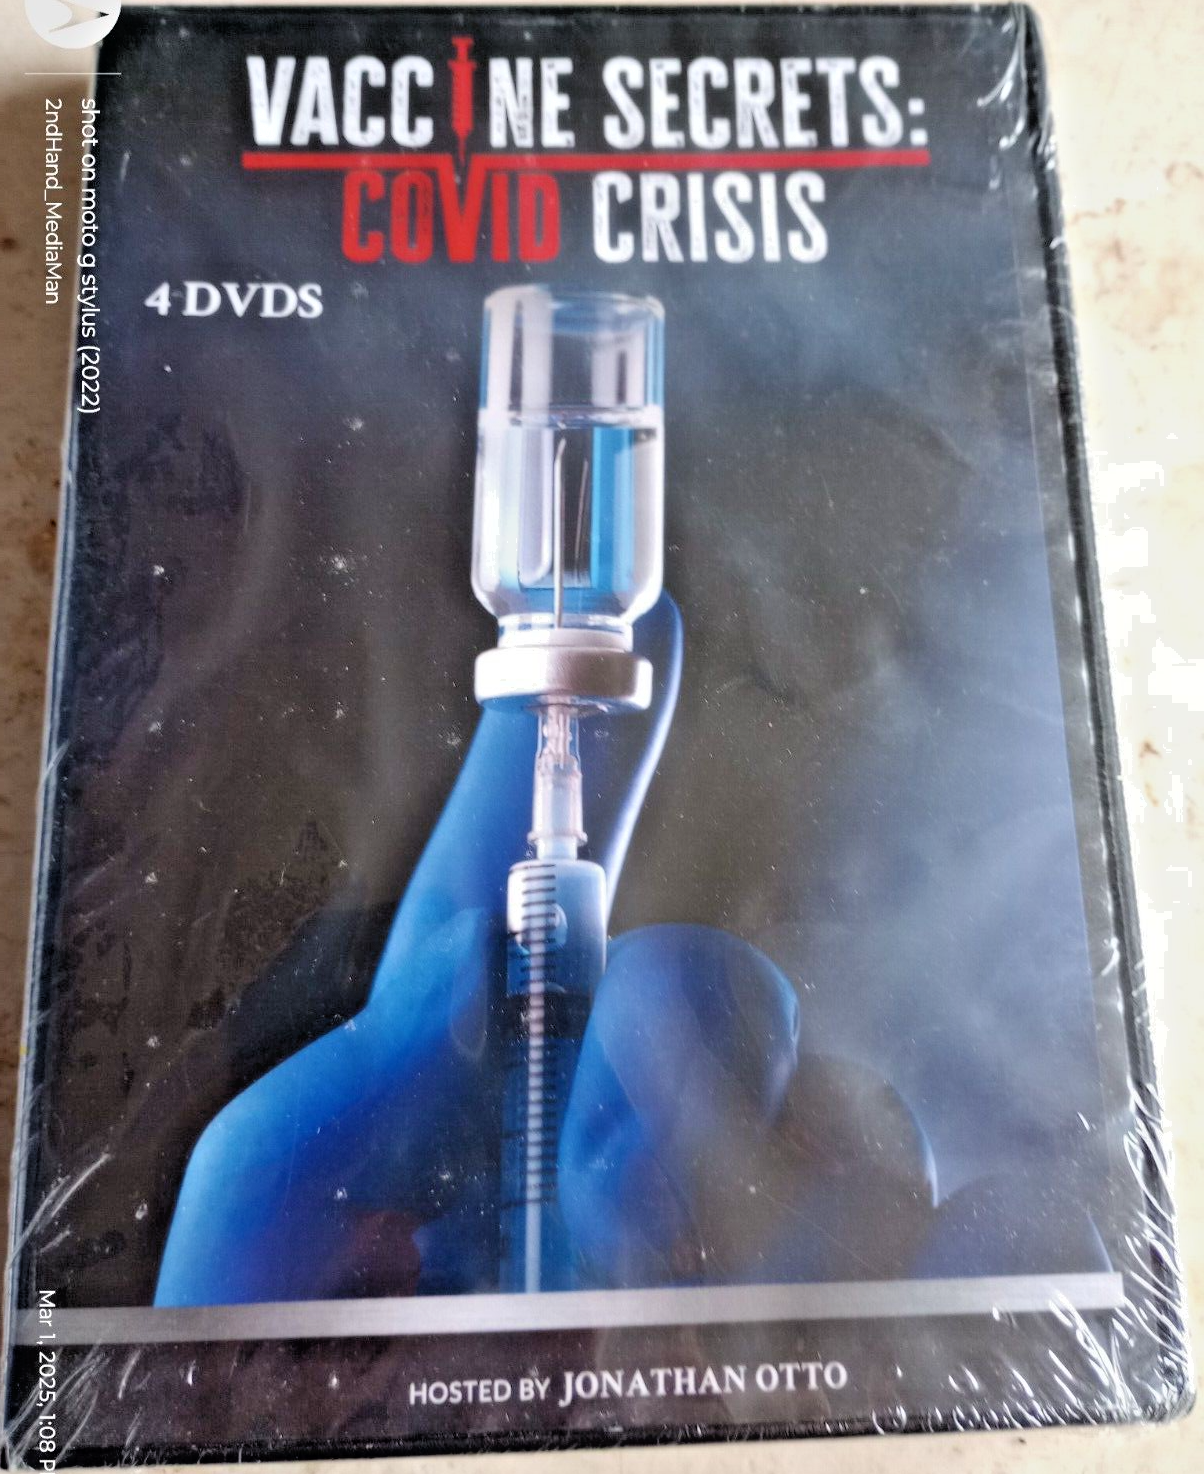 VACCINE SECRETS:
COVID CRISIS
4 DVDS
HOSTED BY JONATHAN OTTO
shot on moto g stylus (2022)
2ndHand_MediaMan
Mar 1, 2025, 1:08 P